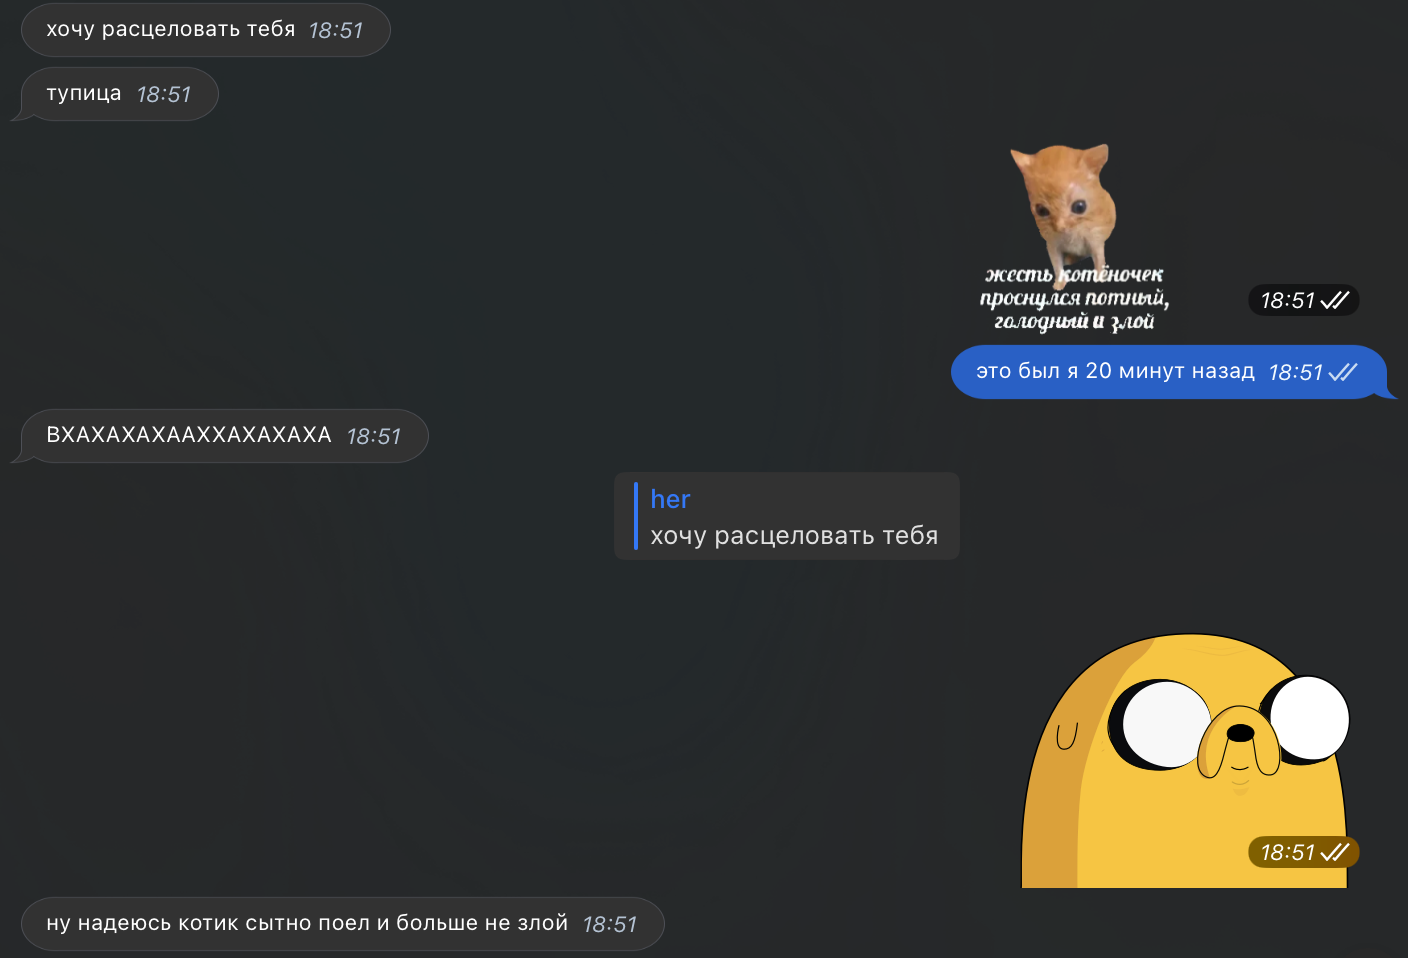 хочу расцеловать тебя 18:51
тупица 18:51
жесть котёночек
проснулся потный,
голодный и злой
18:51
это был я 20 минут назад 18:51
ВХАХАХАХААХХАХАХАХА 18:51
her
хочу расцеловать тебя
18:51
ну надеюсь котик сытно поел и больше не злой 18:51